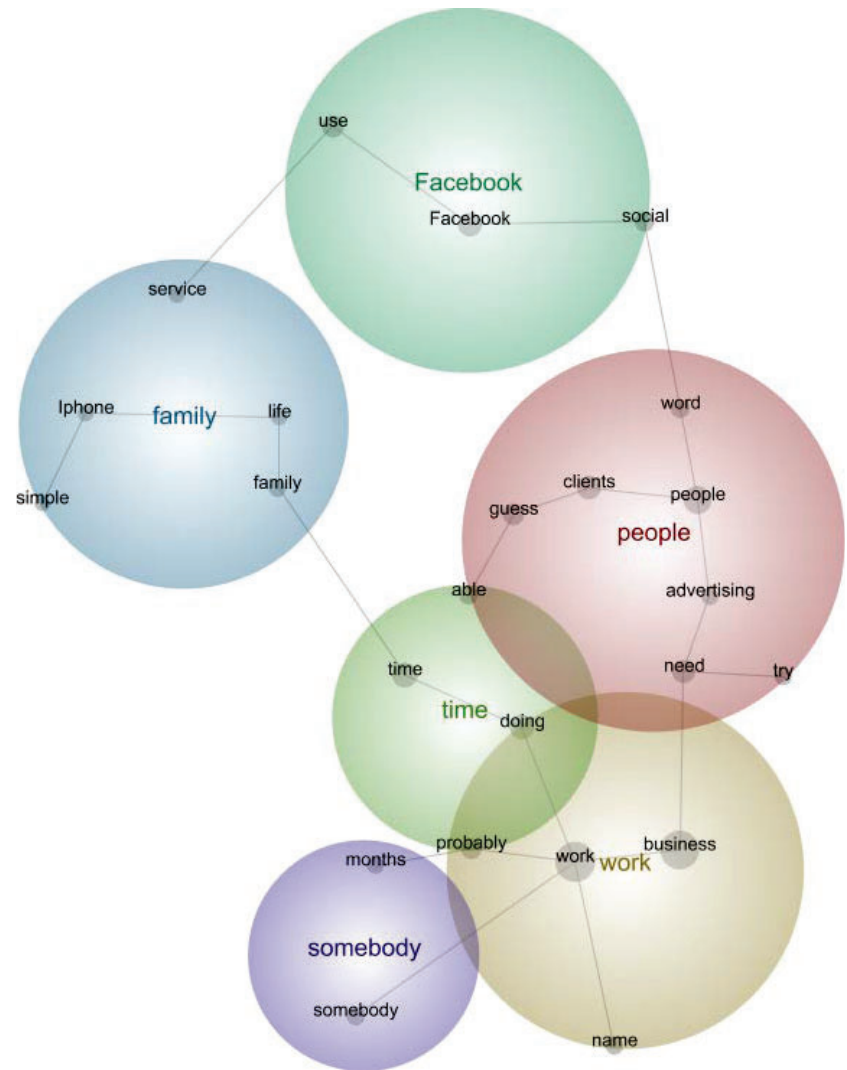 use
Facebook
Facebook
social
service
Iphone
family
life
family
simple
word
clients
people
guess
people
able
advertising
time
need
try
time
doing
probably
months
work
work
business
somebody
somebody
name